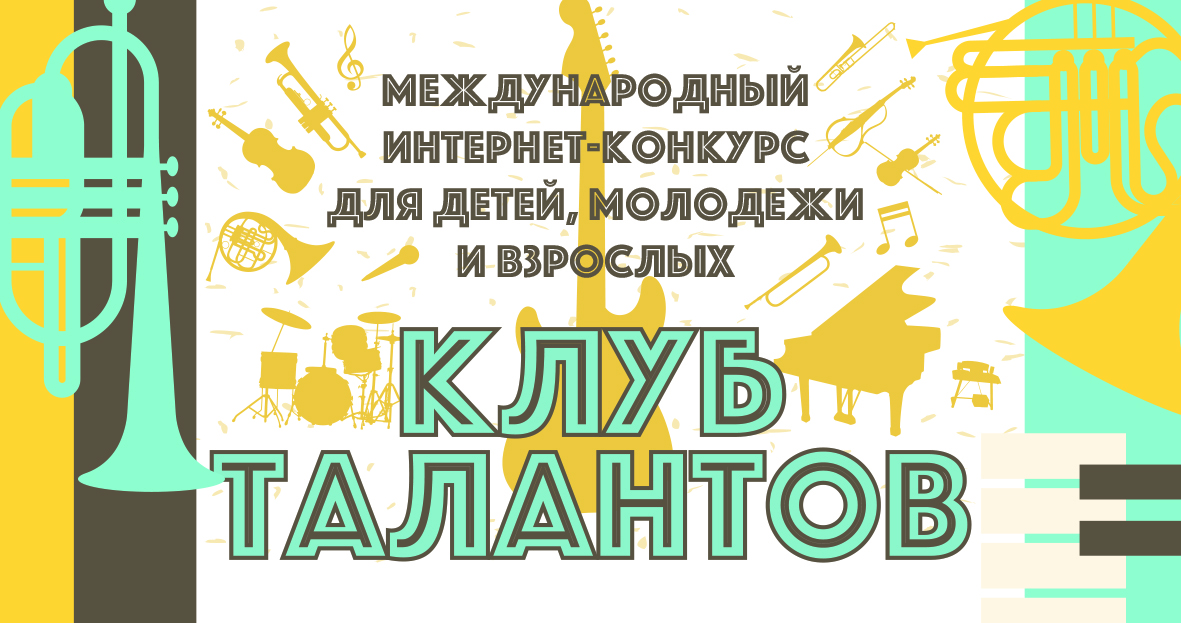 МЕЖДУНАРОДНЫЙ
ИНТЕРНЕТ-КОНКУРС
ДЛЯ ДЕТЕЙ, МОЛОДЕЖИ
И ВЗРОСЛЫХ
КЛУБ
ТАЛАНТОВ